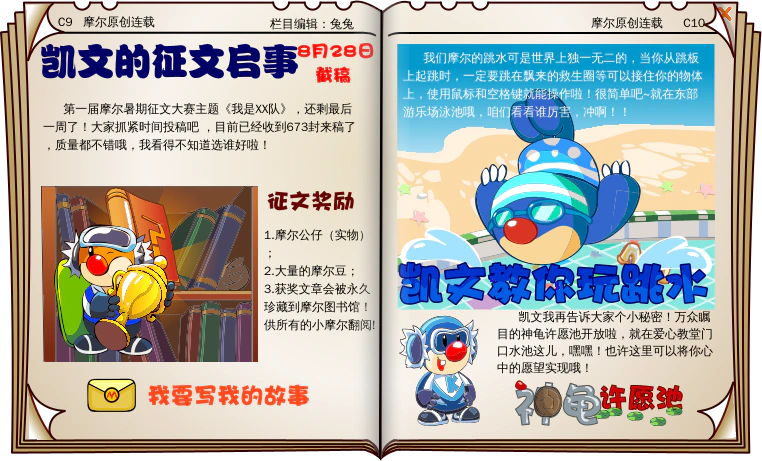 C9 摩尔原创连载
栏目编辑：兔兔
凯文的征文启事
8月28日
截稿
第一届摩尔暑期征文大赛主题《我是XX队》，还剩最后
一周了！大家抓紧时间投稿吧 ，目前已经收到673封来稿了
，质量都不错哦，我看得不知道选谁好啦！
征文奖励
1.摩尔公仔（实物）
；
2.大量的摩尔豆；
3.获奖文章会被永久
珍藏到摩尔图书馆！
供所有的小摩尔翻阅!
我要写我的故事
摩尔原创连载 C10
我们摩尔的跳水可是世界上独一无二的，当你从跳板
上起跳时，一定要跳在飘来的救生圈等可以接住你的物体
上，使用鼠标和空格键就能操作啦！很简单吧~就在东部
游乐场泳池哦，咱们看看谁厉害，冲啊！！
凯文教你玩跳水
凯文我再告诉大家个小秘密！万众瞩
目的神龟许愿池开放啦，就在爱心教堂门
口水池这儿，嘿嘿！也许这里可以将你心
中的愿望实现哦！
神龟许愿池